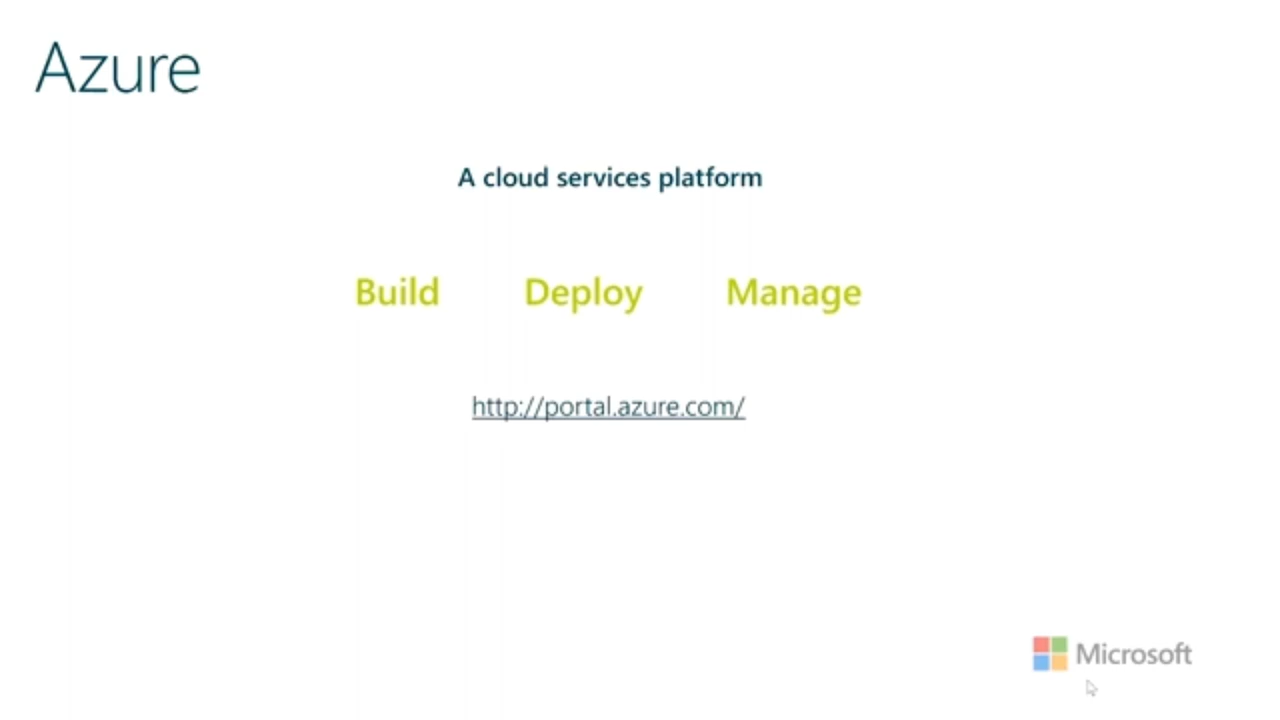 Azure
A cloud services platform
Build Deploy Manage
http://portal.azure.com/
Microsoft